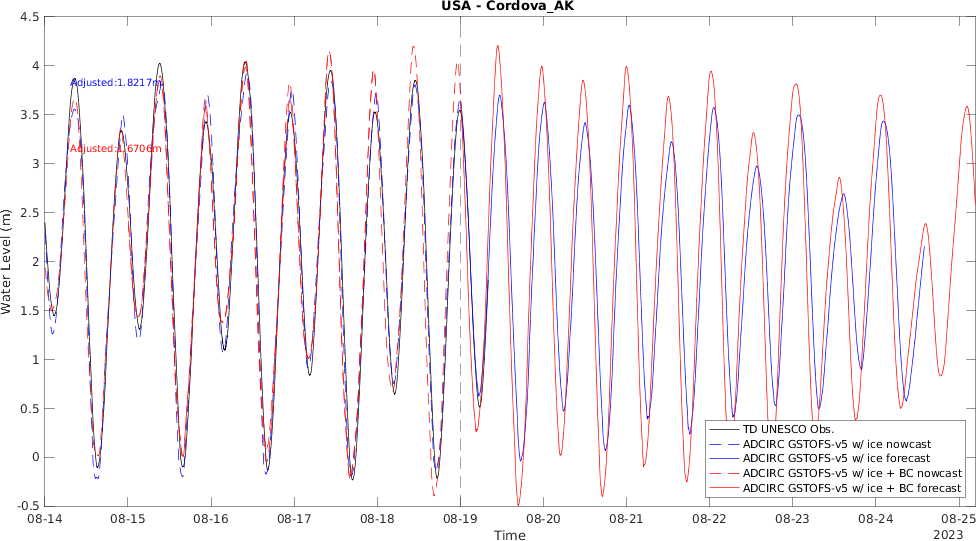 USA - Cordova_AK
4.5
4
3.5
3
2.5
2
1.5
1
0.5
0
-0.5
Water Level (m)
Adjusted:1.8217m
Adjusted:1.6706m
TD UNESCO Obs.
ADCIRC GSTOFS-v5 w/ ice nowcast
ADCIRC GSTOFS-v5 w/ ice forecast
ADCIRC GSTOFS-v5 w/ ice + BC nowcast
ADCIRC GSTOFS-v5 w/ ice + BC forecast
08-14 08-15 08-16 08-17 08-18 08-19 08-20 08-21 08-22 08-23 08-24 08-25
Time
2023